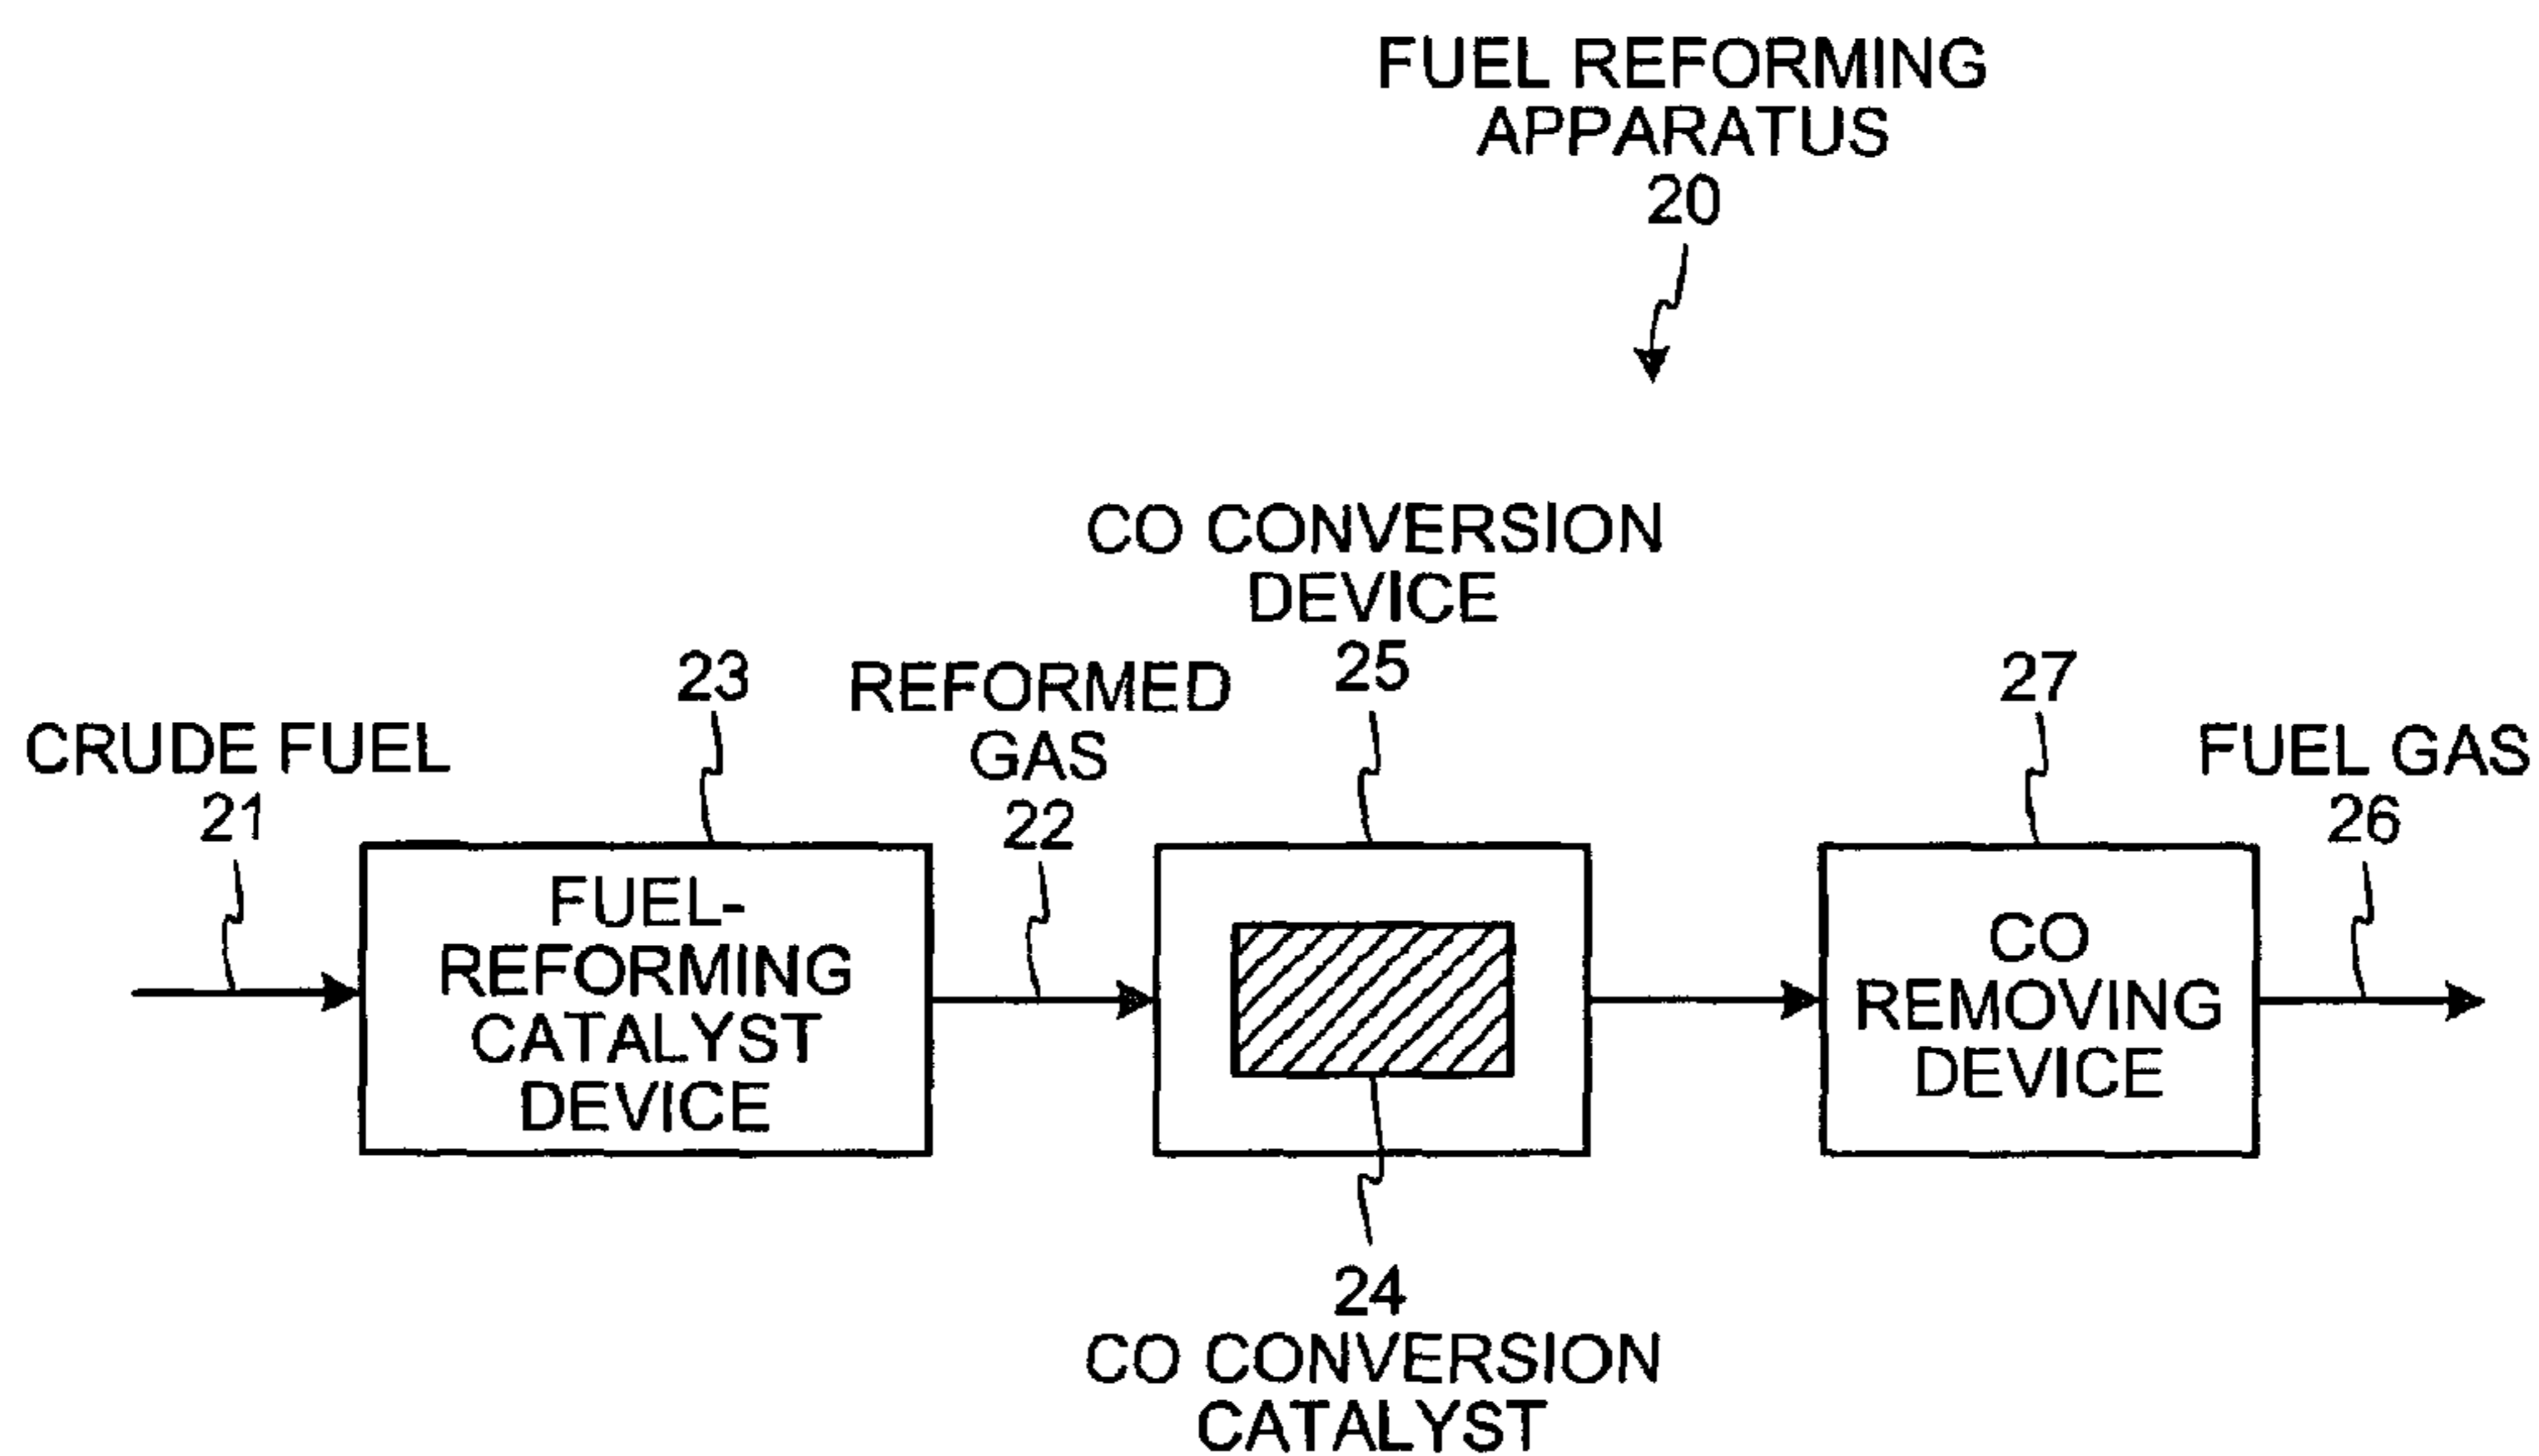 FUEL REFORMING
APPARATUS
20
CO CONVERSION
DEVICE
25
23
REFORMED
GAS
22
27
CRUDE FUEL
21
FUEL GAS
26
FUEL-
REFORMING
CATALYST
DEVICE
CO
REMOVING
DEVICE
24
CO CONVERSION
CATALYST